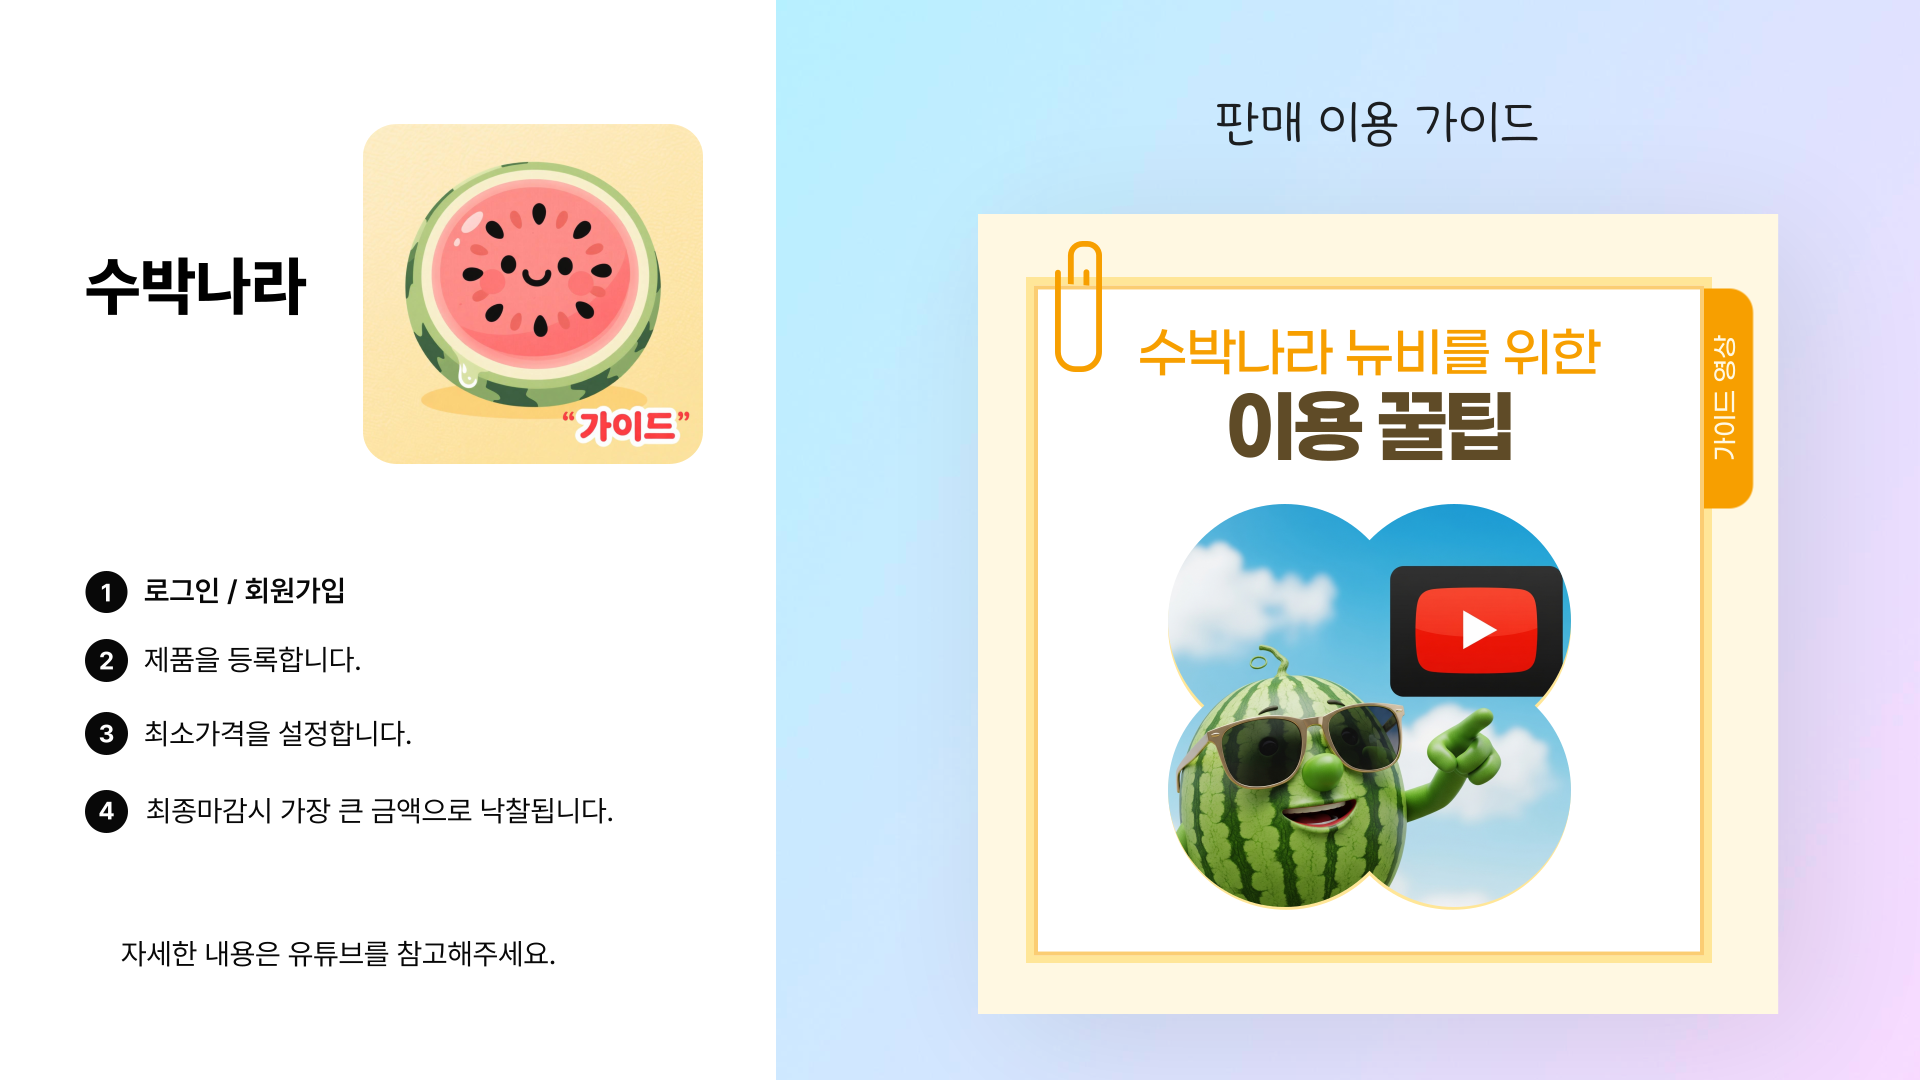 수박나라
“가이드”
1 로그인 / 회원가입
2 제품을 등록합니다.
3 최소가격을 설정합니다.
4 최종마감시 가장 큰 금액으로 낙찰됩니다.
자세한 내용은 유튜브를 참고해주세요.
판매 이용 가이드
수박나라 뉴비를 위한
이용 꿀팁
가이드 영상